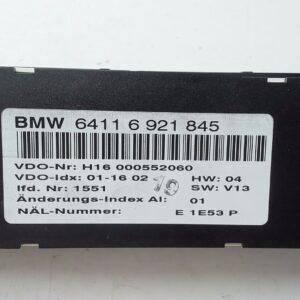 BMW 6411 6 921 845
VDO-Nr: H16 000552060
VDO-Idx: 01-16 02 HW: 04
lfd. Nr: 1551 19 SW: V13
Änderungs-Index AI: 01
NÄL-Nummer: E 1E53 P